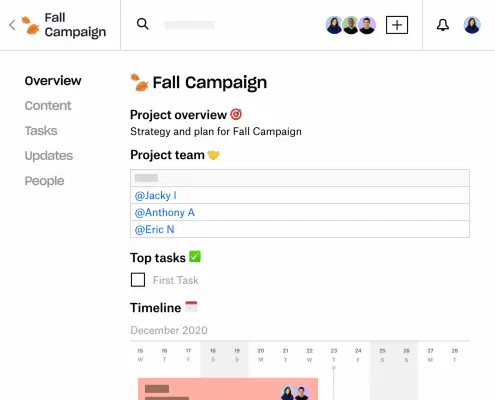 Fall
Campaign
Overview
Content
Tasks
Updates
People
Fall Campaign
Project overview
Strategy and plan for Fall Campaign
Project team
@Jacky I
@Anthony A
@Eric N
Top tasks
First Task
Timeline
December 2020
15 16 17 18 19 20 21 22 23 24 25 26 27 28
W T F S S M T W T F S S M T